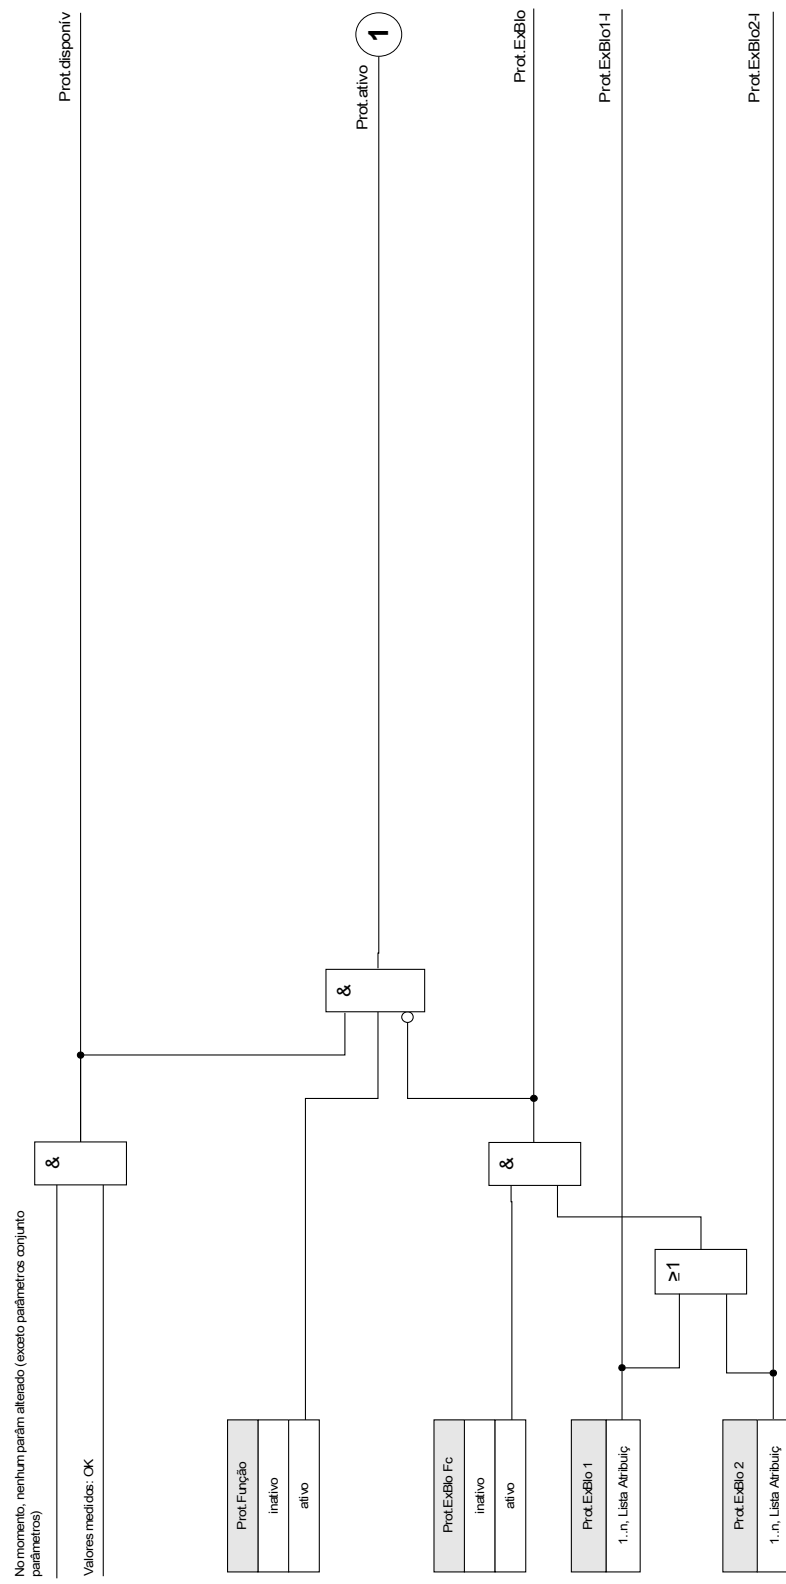 No momento, nenhum parâm alterado (exceto parâmetros conjunto
parâmetros)
Valores medidos: OK
&
Prot.disponív
Prot.Função
inativo
ativo
&
Prot.ativo
1
Prot.ExBlo Fc
inativo
ativo
&
Prot.ExBlo
Prot.ExBlo 1
1..n, Lista Atribuiç
≥1
Prot.ExBlo1-I
Prot.ExBlo 2
1..n, Lista Atribuiç
Prot.ExBlo2-I